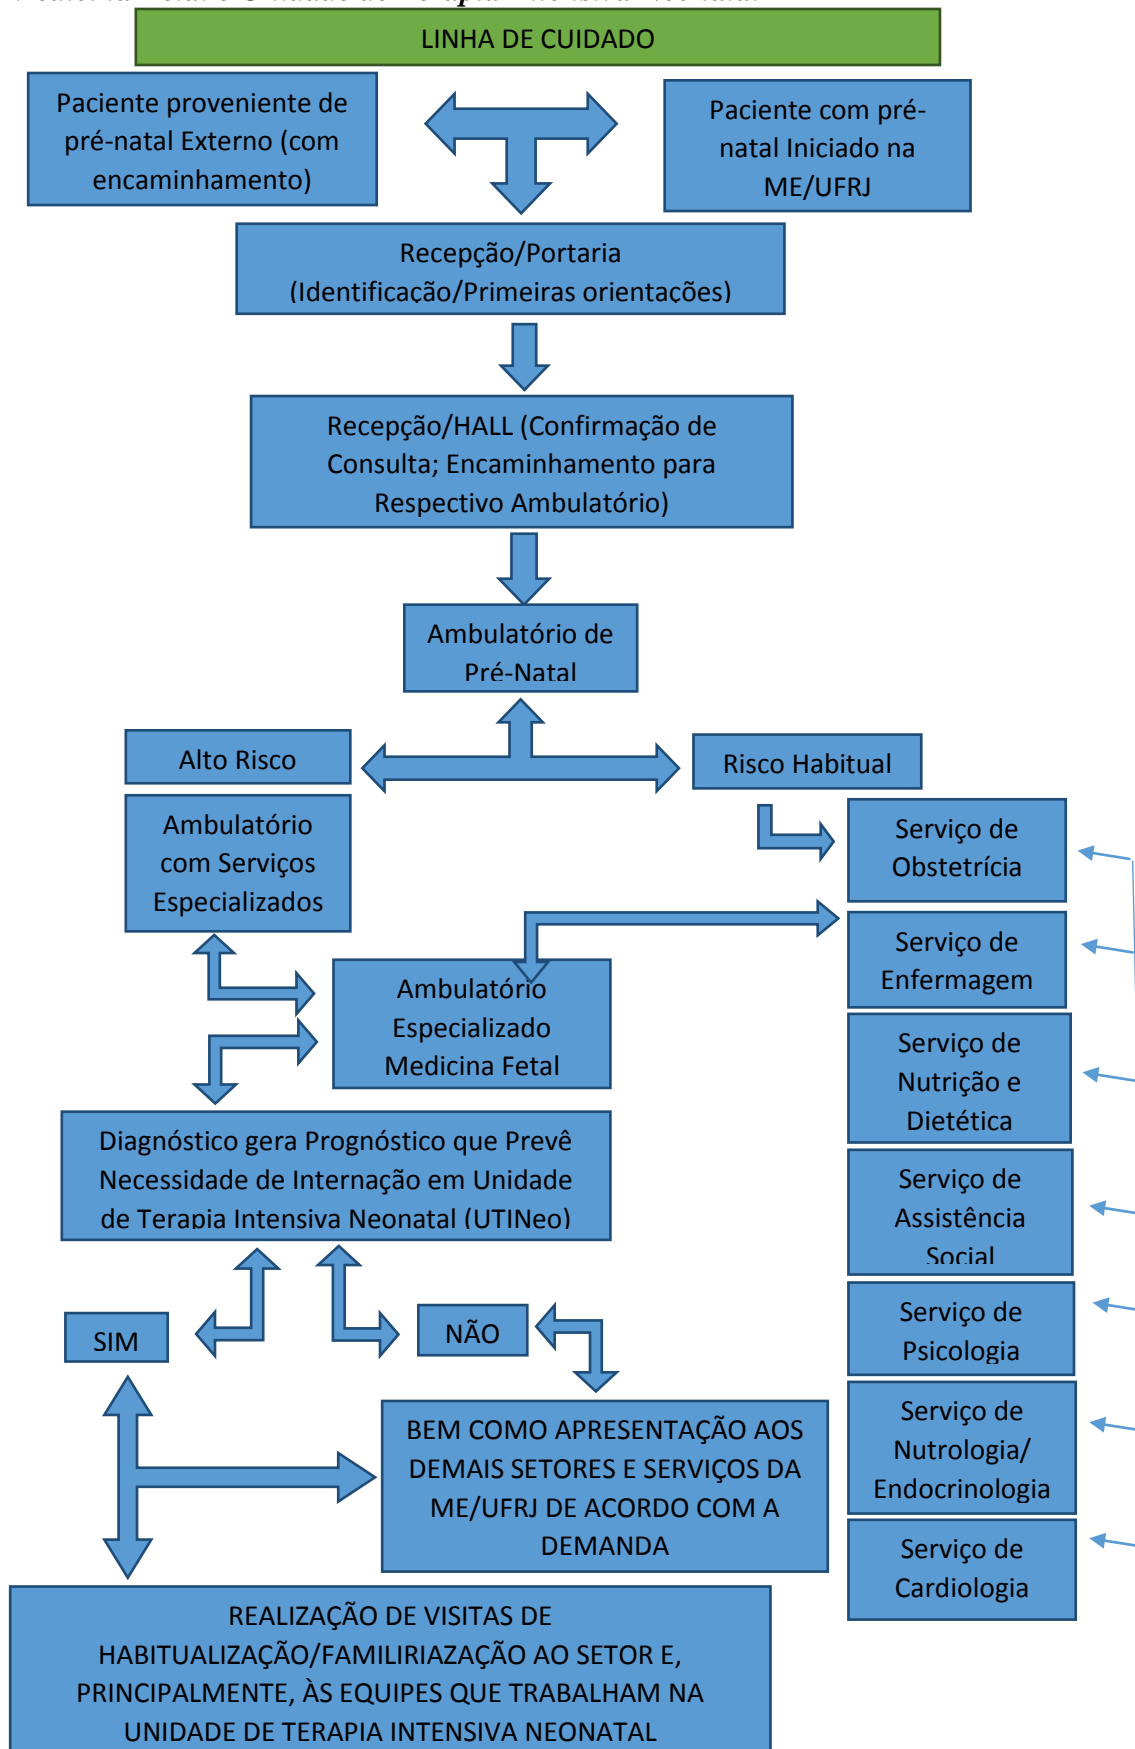 LINHA DE CUIDADO
Paciente proveniente de
pré-natal Externo (com
encaminhamento)
Paciente com pré-
natal Iniciado na
ME/UFRJ
Recepção/Portaria
(Identificação/Primeiras orientações)
Recepção/HALL (Confirmação de
Consulta; Encaminhamento para
Respectivo Ambulatório)
Ambulatório de
Pré-Natal
Alto Risco
Risco Habitual
Ambulatório
com Serviços
Especializados
Serviço de
Obstetrícia
Serviço de
Enfermagem
Ambulatório
Especializado
Medicina Fetal
Serviço de
Nutrição e
Dietética
Diagnóstico gera Prognóstico que Prevê
Necessidade de Internação em Unidade
de Terapia Intensiva Neonatal (UTINeo)
Serviço de
Assistência
Social
SIM
NÃO
Serviço de
Psicologia
BEM COMO APRESENTAÇÃO AOS
DEMAIS SETORES E SERVIÇOS DA
ME/UFRJ DE ACORDO COM A
DEMANDA
Serviço de
Nutrologia/
Endocrinologia
Serviço de
Cardiologia
REALIZAÇÃO DE VISITAS DE
HABITUALIZAÇÃO/FAMILIRIAZAÇÃO AO SETOR E,
PRINCIPALMENTE, ÀS EQUIPES QUE TRABALHAM NA
UNIDADE DE TERAPIA INTENSIVA NEONATAL